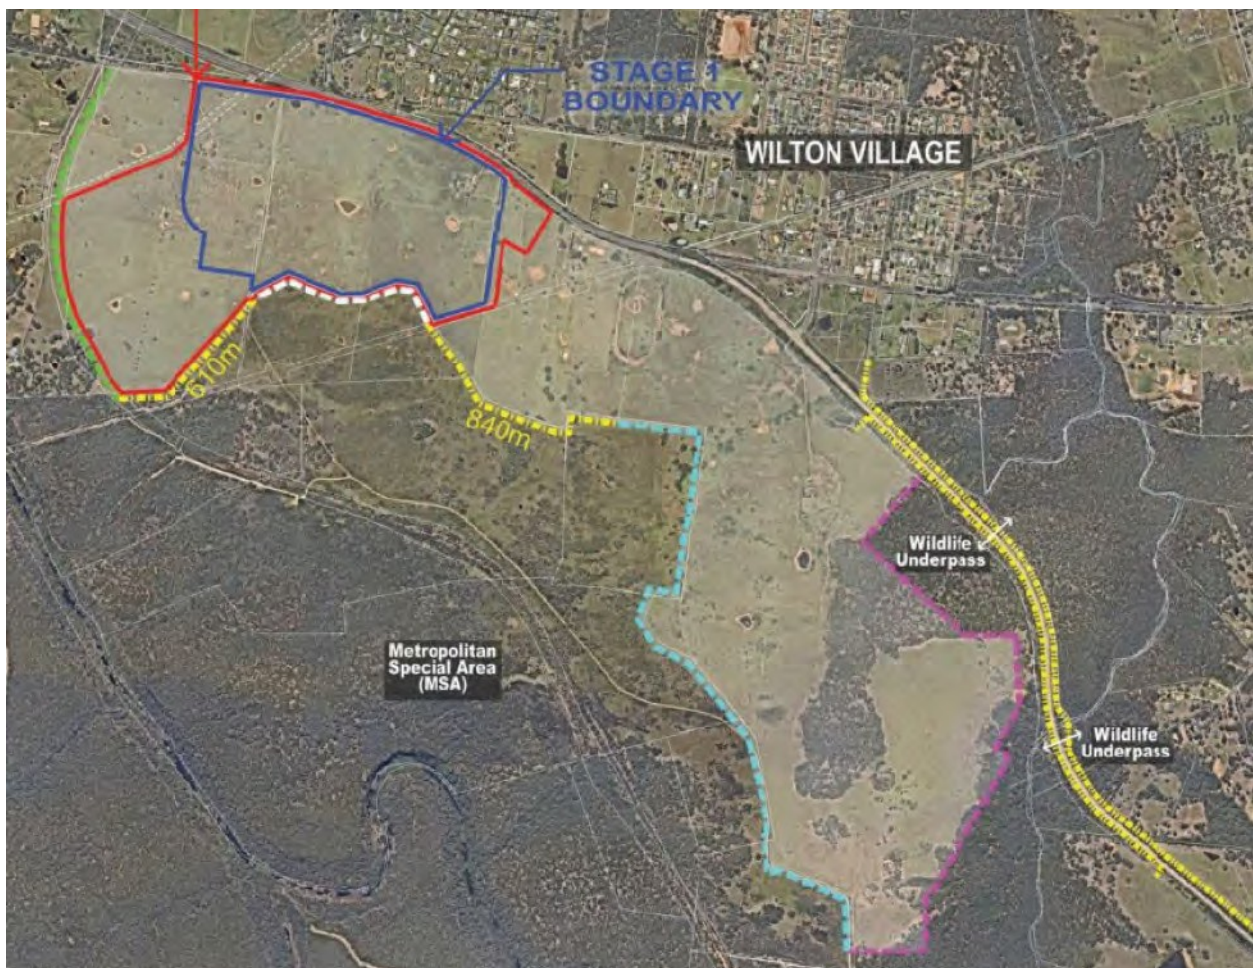 STAGE 1
BOUNDARY
WILTON VILLAGE
610m
840m
Wildlife
Underpass
Metropolitan
Special Area
(MSA)
Wildlife
Underpass